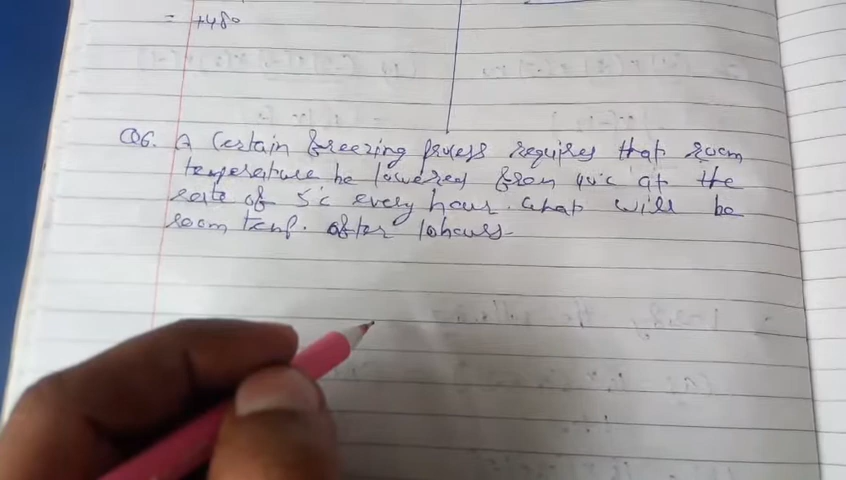 = +480
Q6. A Certain freezing process requires that room
temperature be lowered from 40°c at the
rate of 5°c every hour. What will be
room temp. after 10hours.